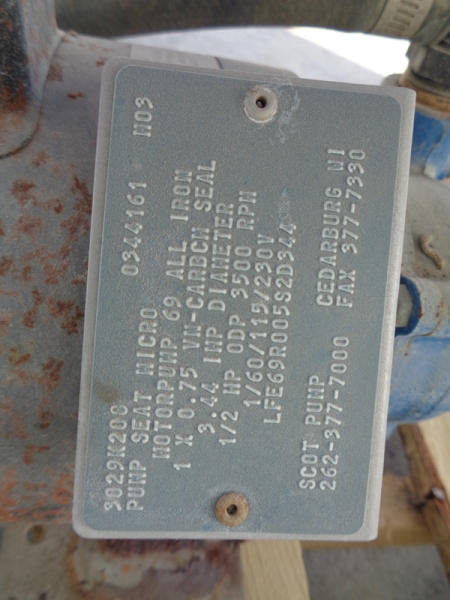 3029K208 0344161 M03
PUMP SEAT MICRO
MOTORPUMP 69 ALL IRON
1 X 0.75 VN-CARBCM SEAL
3.44 IMP DIAMETER
1/2 HP ODP 3500 RPM
1/60/115/230V
LFE69R005S2D344
SCOT PUMP CEDARBURG WI
262-377-7000 FAX 377-7330